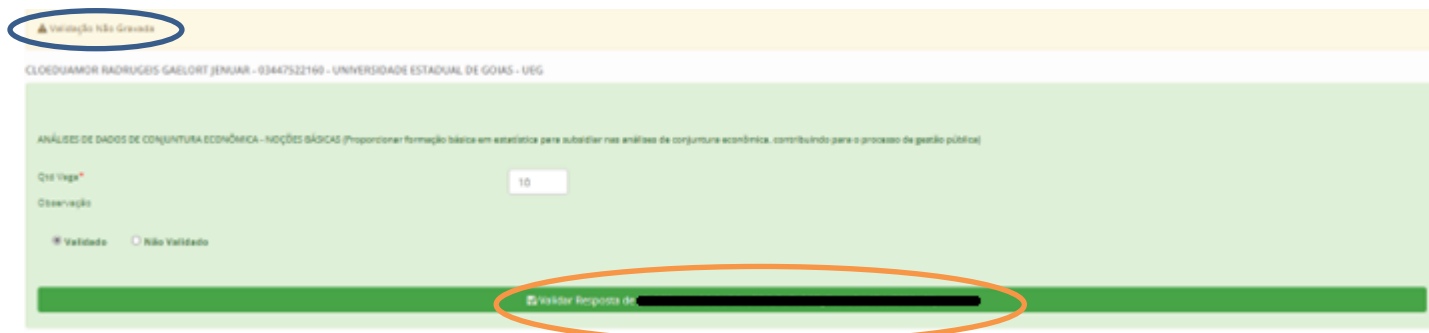 Validação Não Gravada
CLOEDUAMOR RADRUGEIS GAELORT JENUAR - 03447522160 - UNIVERSIDADE ESTADUAL DE GOIAS - UEG
ANÁLISES DE DADOS DE CONJUNTURA ECONÔMICA - NOÇÕES BÁSICAS (Proporcionar formação básica em estatística para subsidiar nas análises de conjuntura econômica, contribuindo para o processo de gestão pública)
Qtd Vaga* 10
Observação
Validado Não Validado
Validar Resposta de